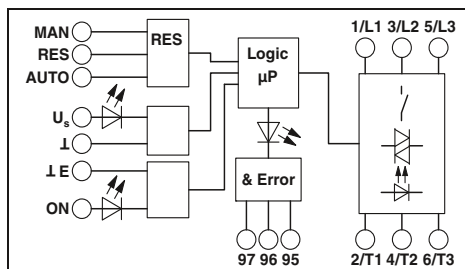 MAN
RES
AUTO
RES
Us
⊥
⊥ E
ON
Logic
µP
& Error
97 96 95
1/L1 3/L2 5/L3
2/T1 4/T2 6/T3